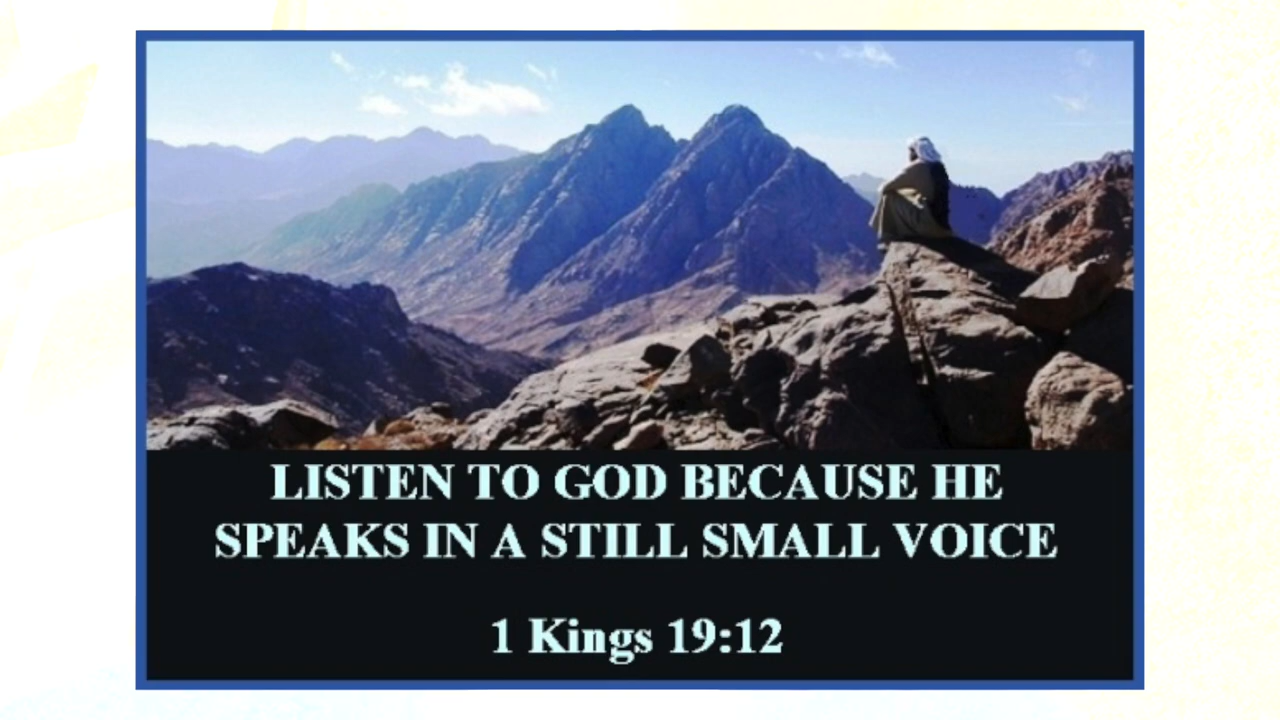 LISTEN TO GOD BECAUSE HE
SPEAKS IN A STILL SMALL VOICE
1 Kings 19:12